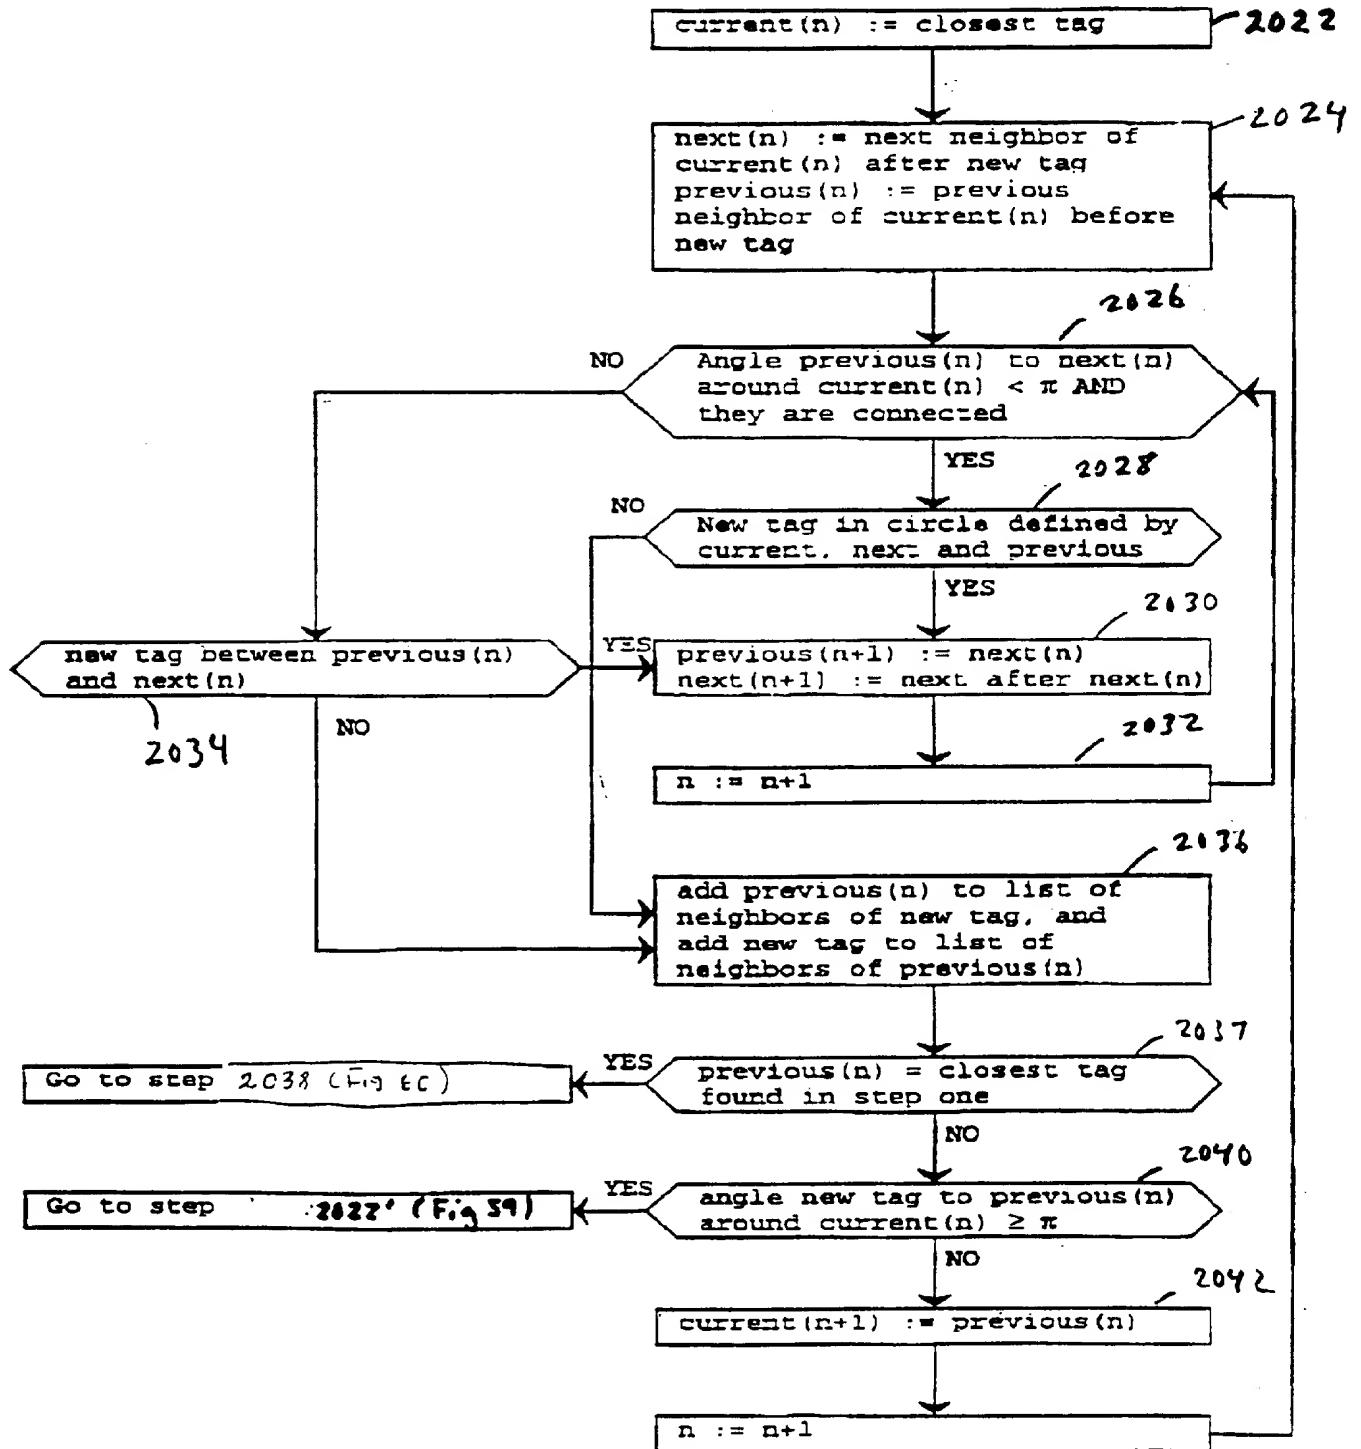 current(n) := closest tag
2022
2024
next(n) := next neighbor of
current(n) after new tag
previous(n) := previous
neighbor of current(n) before
new tag
2026
NO
Angle previous(n) to next(n)
around current(n) < π AND
they are connected
YES
2028
NO
New tag in circle defined by
current, next and previous
YES
2030
new tag between previous(n)
and next(n)
YES
previous(n+1) := next(n)
next(n+1) := next after next(n)
2034
NO
2032
n := n+1
2036
add previous(n) to list of
neighbors of new tag, and
add new tag to list of
neighbors of previous(n)
2037
Go to step 2038 (Fig 6C)
YES
previous(n) = closest tag
found in step one
NO
2040
Go to step 2022' (Fig 59)
YES
angle new tag to previous(n)
around current(n) ≥ π
NO
2042
current(n+1) := previous(n)
n := n+1